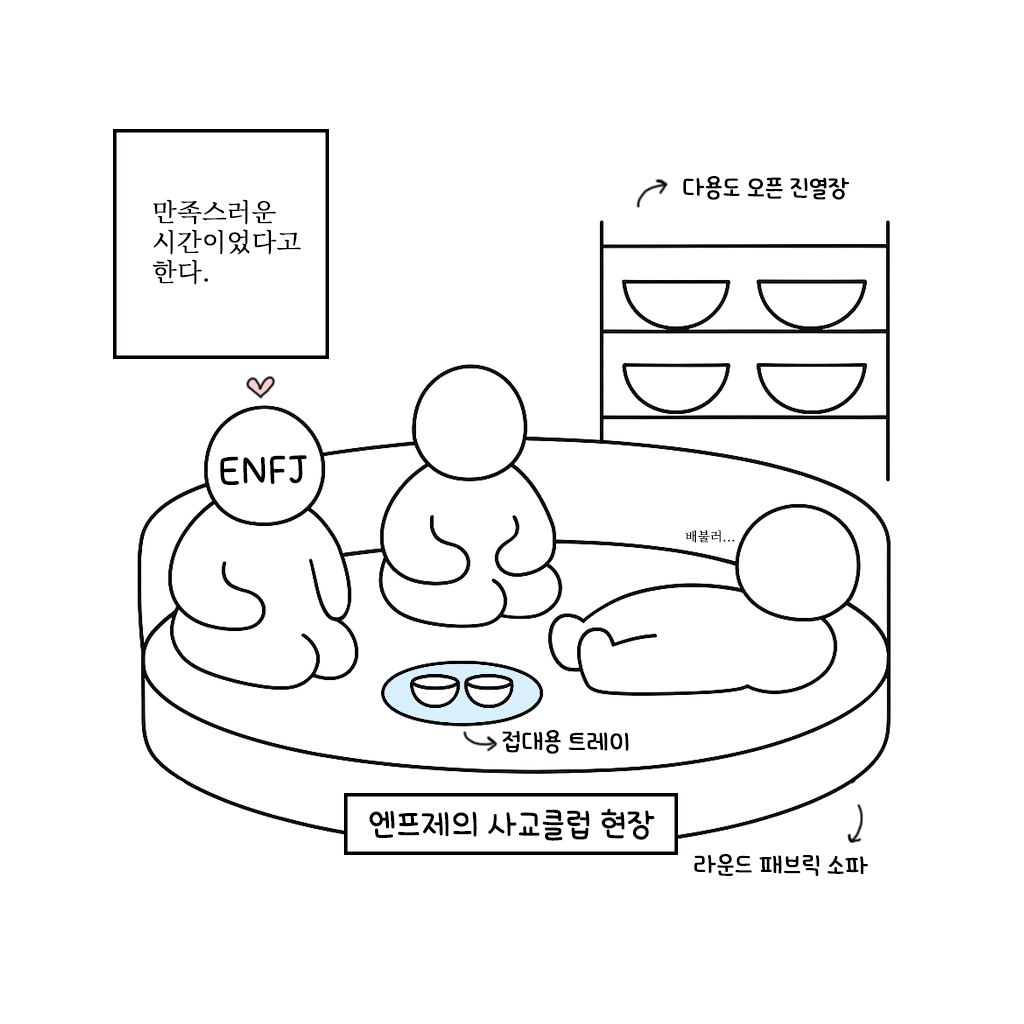 만족스러운
시간이었다고
한다.
다용도 오픈 진열장
ENFJ
배불러...
접대용 트레이
엔프제의 사교클럽 현장
라운드 패브릭 소파